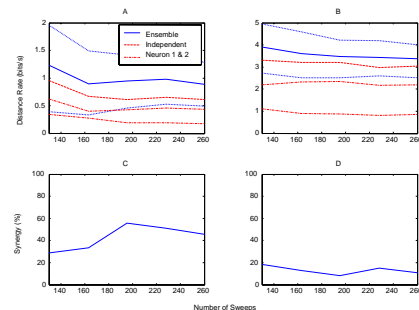 A
B
Ensemble
Independent
Neuron 1 & 2
Distance Rate (bits/s)
2
1.5
1
0.5
0
140 160 180 200 220 240 260
5
4
3
2
1
0
140 160 180 200 220 240 260
C
D
Synergy (%)
100
80
60
40
20
0
140 160 180 200 220 240 260
100
80
60
40
20
0
140 160 180 200 220 240 260
Number of Sweeps